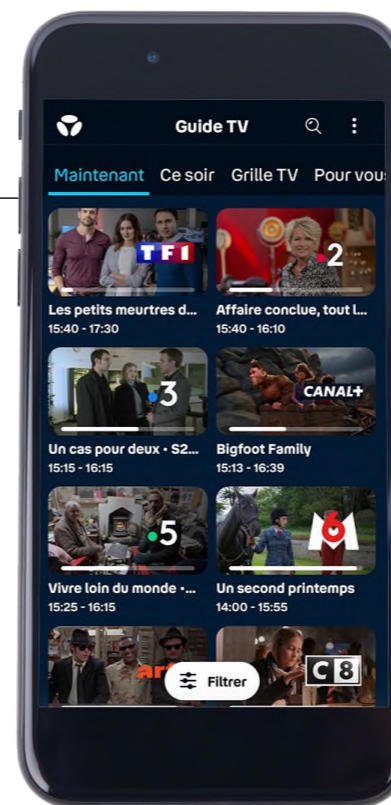 Guide TV
Maintenant Ce soir Grille TV Pour vous
TF1
2
Les petits meurtres d...
Affaire conclue, tout l...
15:40 - 17:30
15:40 - 16:10
3
CANAL+
Un cas pour deux • S2...
Bigfoot Family
15:15 - 16:15
15:13 - 16:39
5
M6
Vivre loin du monde •...
Un second printemps
15:25 - 16:15
14:00 - 15:55
art
Filtrer
C8